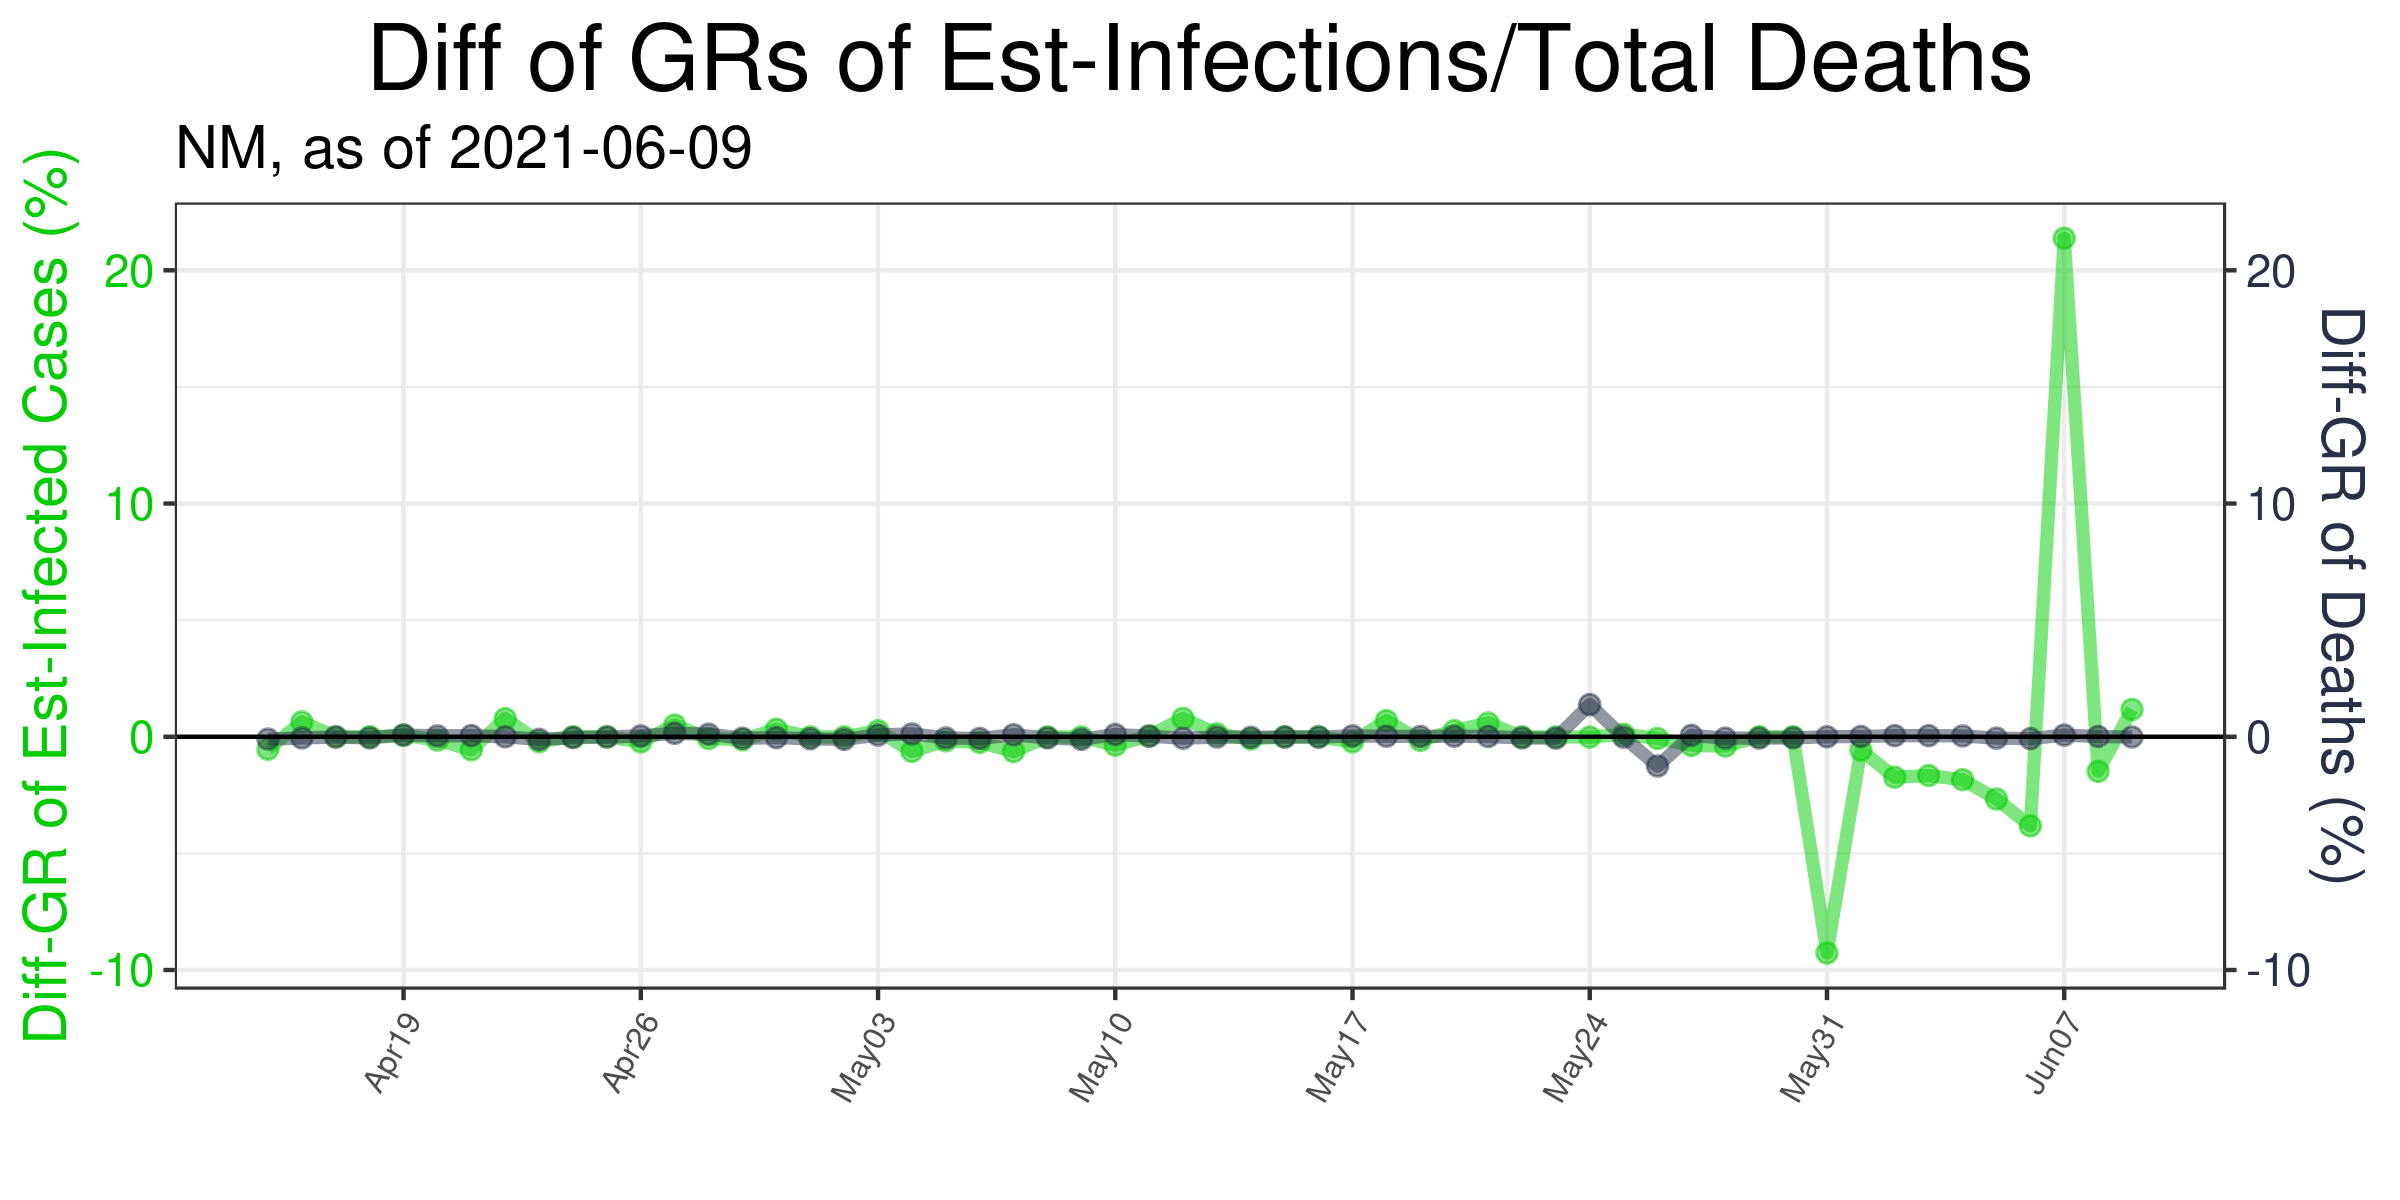 Diff of GRs of Est-Infections/Total Deaths
NM, as of 2021-06-09
Diff-GR of Est-Infected Cases (%)
20
10
0
-10
20
10
0
-10
Diff-GR of Deaths (%)
Apr19
Apr26
May03
May10
May17
May24
May31
Jun07